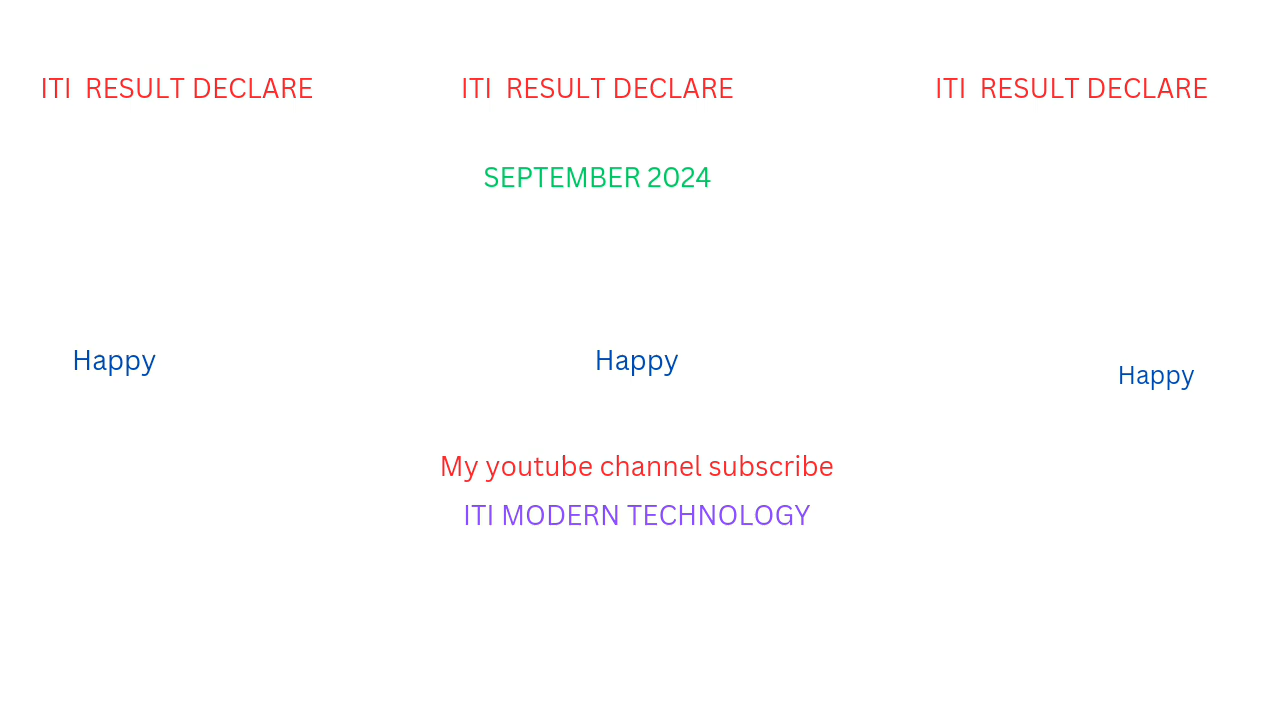 ITI  RESULT DECLARE ITI  RESULT DECLARE ITI  RESULT DECLARE
SEPTEMBER 2024
Happy Happy Happy
My youtube channel subscribe
ITI MODERN TECHNOLOGY